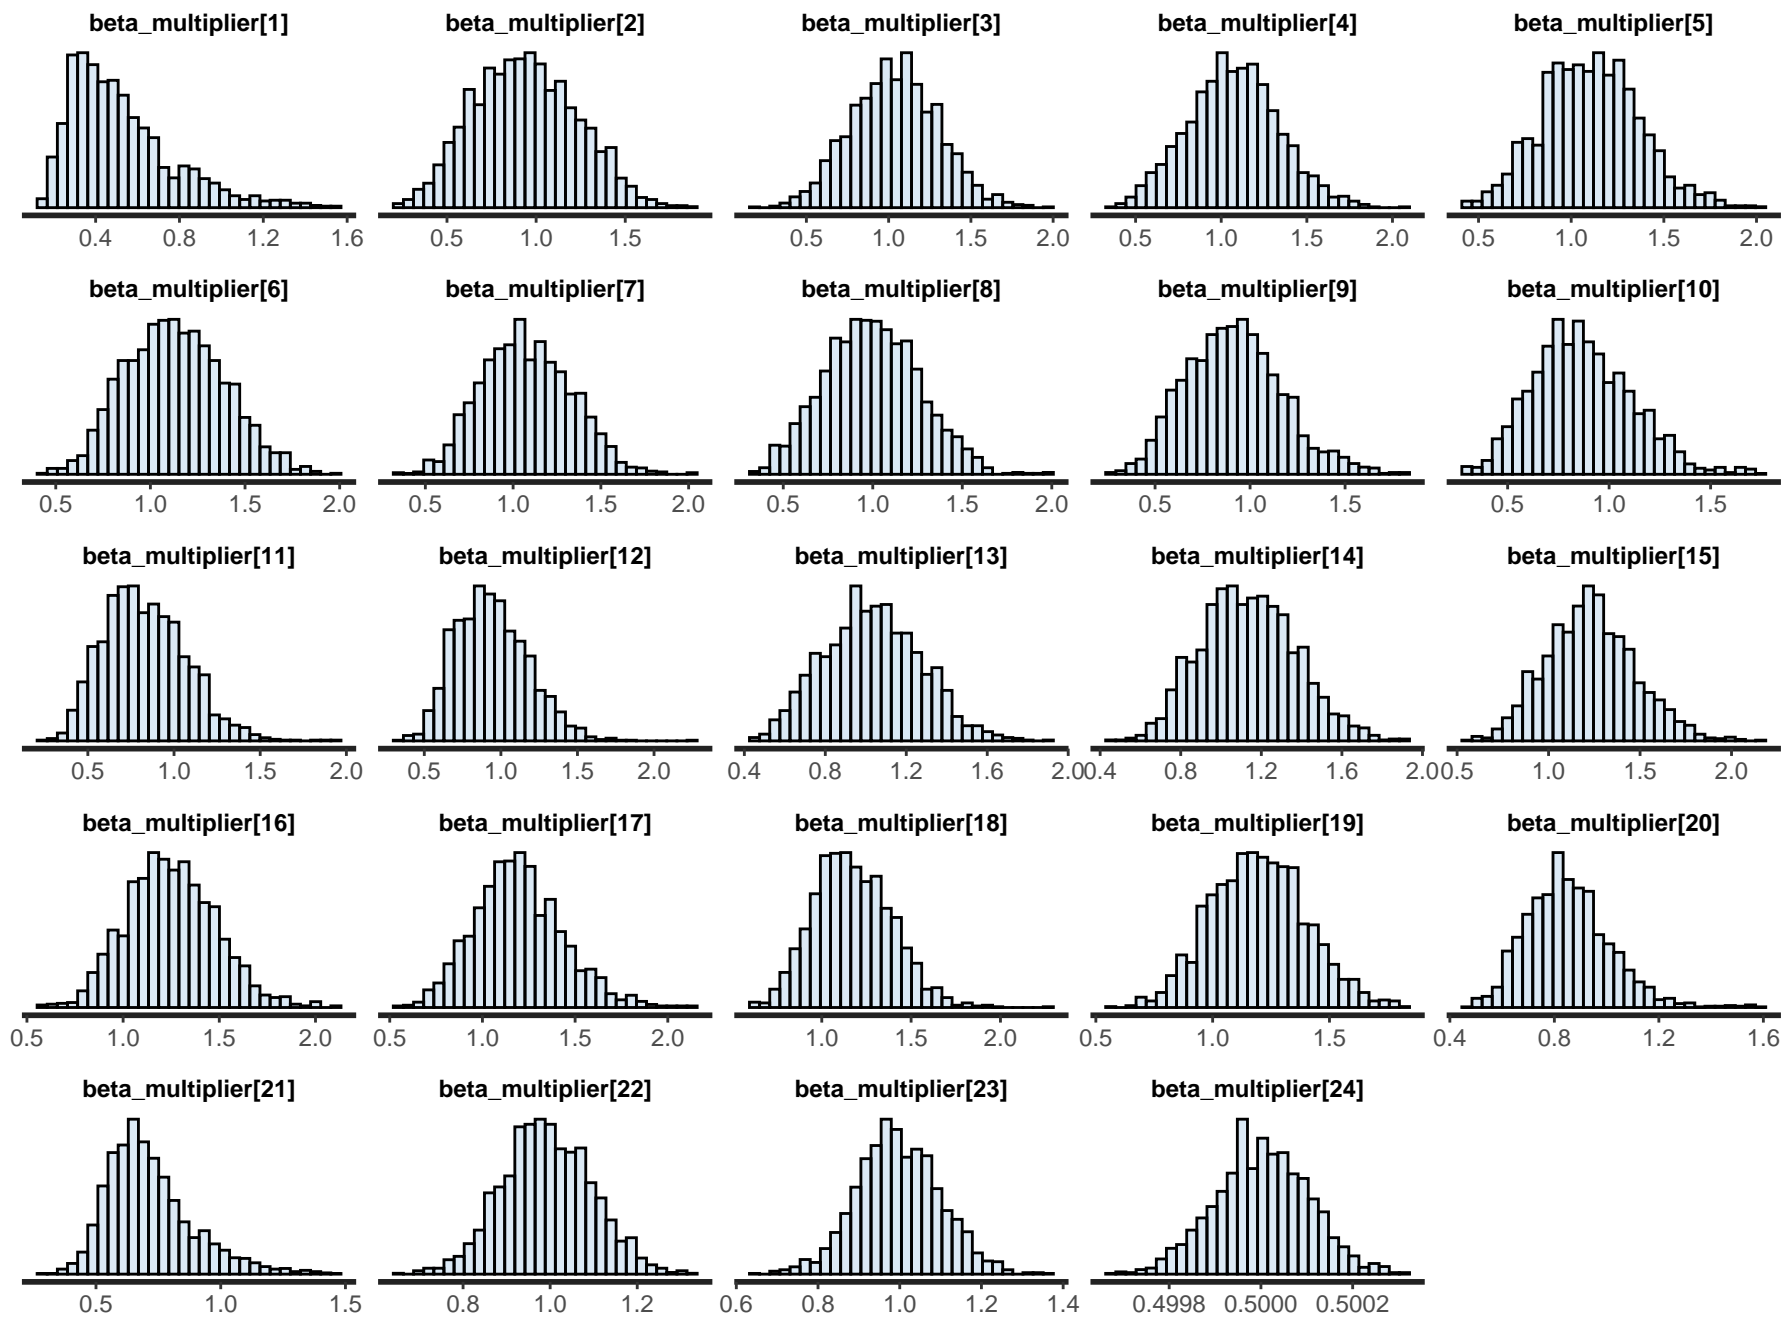 beta_multiplier[1] beta_multiplier[2] beta_multiplier[3] beta_multiplier[4] beta_multiplier[5]
0.4 0.8 1.2 1.6 0.5 1.0 1.5 0.5 1.0 1.5 2.0 0.5 1.0 1.5 2.0 0.5 1.0 1.5 2.0
beta_multiplier[6] beta_multiplier[7] beta_multiplier[8] beta_multiplier[9] beta_multiplier[10]
0.5 1.0 1.5 2.0 0.5 1.0 1.5 2.0 0.5 1.0 1.5 2.0 0.5 1.0 1.5 0.5 1.0 1.5
beta_multiplier[11] beta_multiplier[12] beta_multiplier[13] beta_multiplier[14] beta_multiplier[15]
0.5 1.0 1.5 2.0 0.5 1.0 1.5 2.0 0.4 0.8 1.2 1.6 2.0 0.4 0.8 1.2 1.6 2.0 0.5 1.0 1.5 2.0
beta_multiplier[16] beta_multiplier[17] beta_multiplier[18] beta_multiplier[19] beta_multiplier[20]
0.5 1.0 1.5 2.0 0.5 1.0 1.5 2.0 1.0 1.5 2.0 0.5 1.0 1.5 0.4 0.8 1.2 1.6
beta_multiplier[21] beta_multiplier[22] beta_multiplier[23] beta_multiplier[24]
0.5 1.0 1.5 0.8 1.0 1.2 0.6 0.8 1.0 1.2 1.4 0.4998 0.5000 0.5002